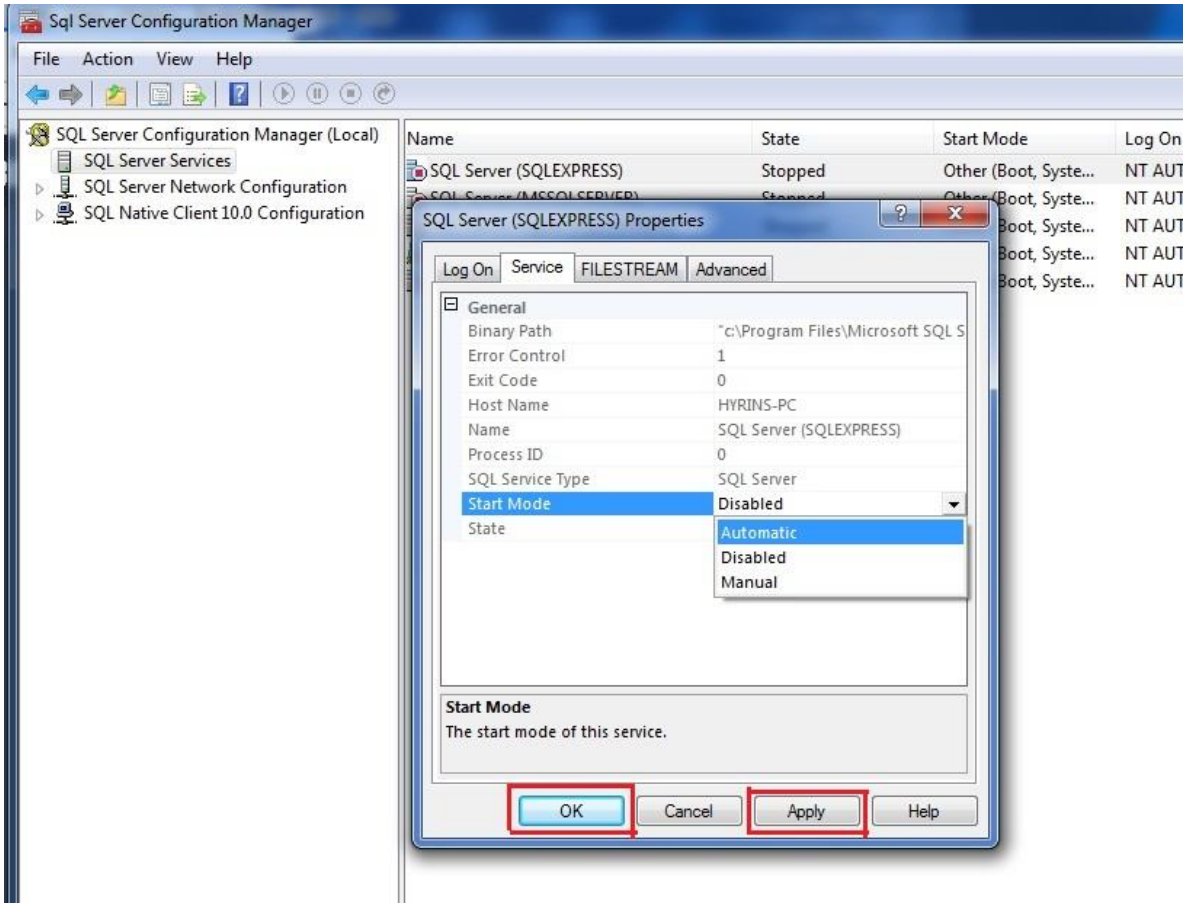 Sql Server Configuration Manager
File Action View Help
SQL Server Configuration Manager (Local)
SQL Server Services
SQL Server Network Configuration
SQL Native Client 10.0 Configuration
Name State Start Mode Log On
SQL Server (SQLEXPRESS) Stopped Other (Boot, Syste... NT AUT
SQL Server (MSSQLSERVER) Stopped Other (Boot, Syste... NT AUT
Boot, Syste... NT AUT
Boot, Syste... NT AUT
Boot, Syste... NT AUT
SQL Server (SQLEXPRESS) Properties
Log On Service FILESTREAM Advanced
General
Binary Path "c:\Program Files\Microsoft SQL S
Error Control 1
Exit Code 0
Host Name HYRINS-PC
Name SQL Server (SQLEXPRESS)
Process ID 0
SQL Service Type SQL Server
Start Mode Disabled
State
Automatic
Disabled
Manual
Start Mode
The start mode of this service.
OK Cancel Apply Help